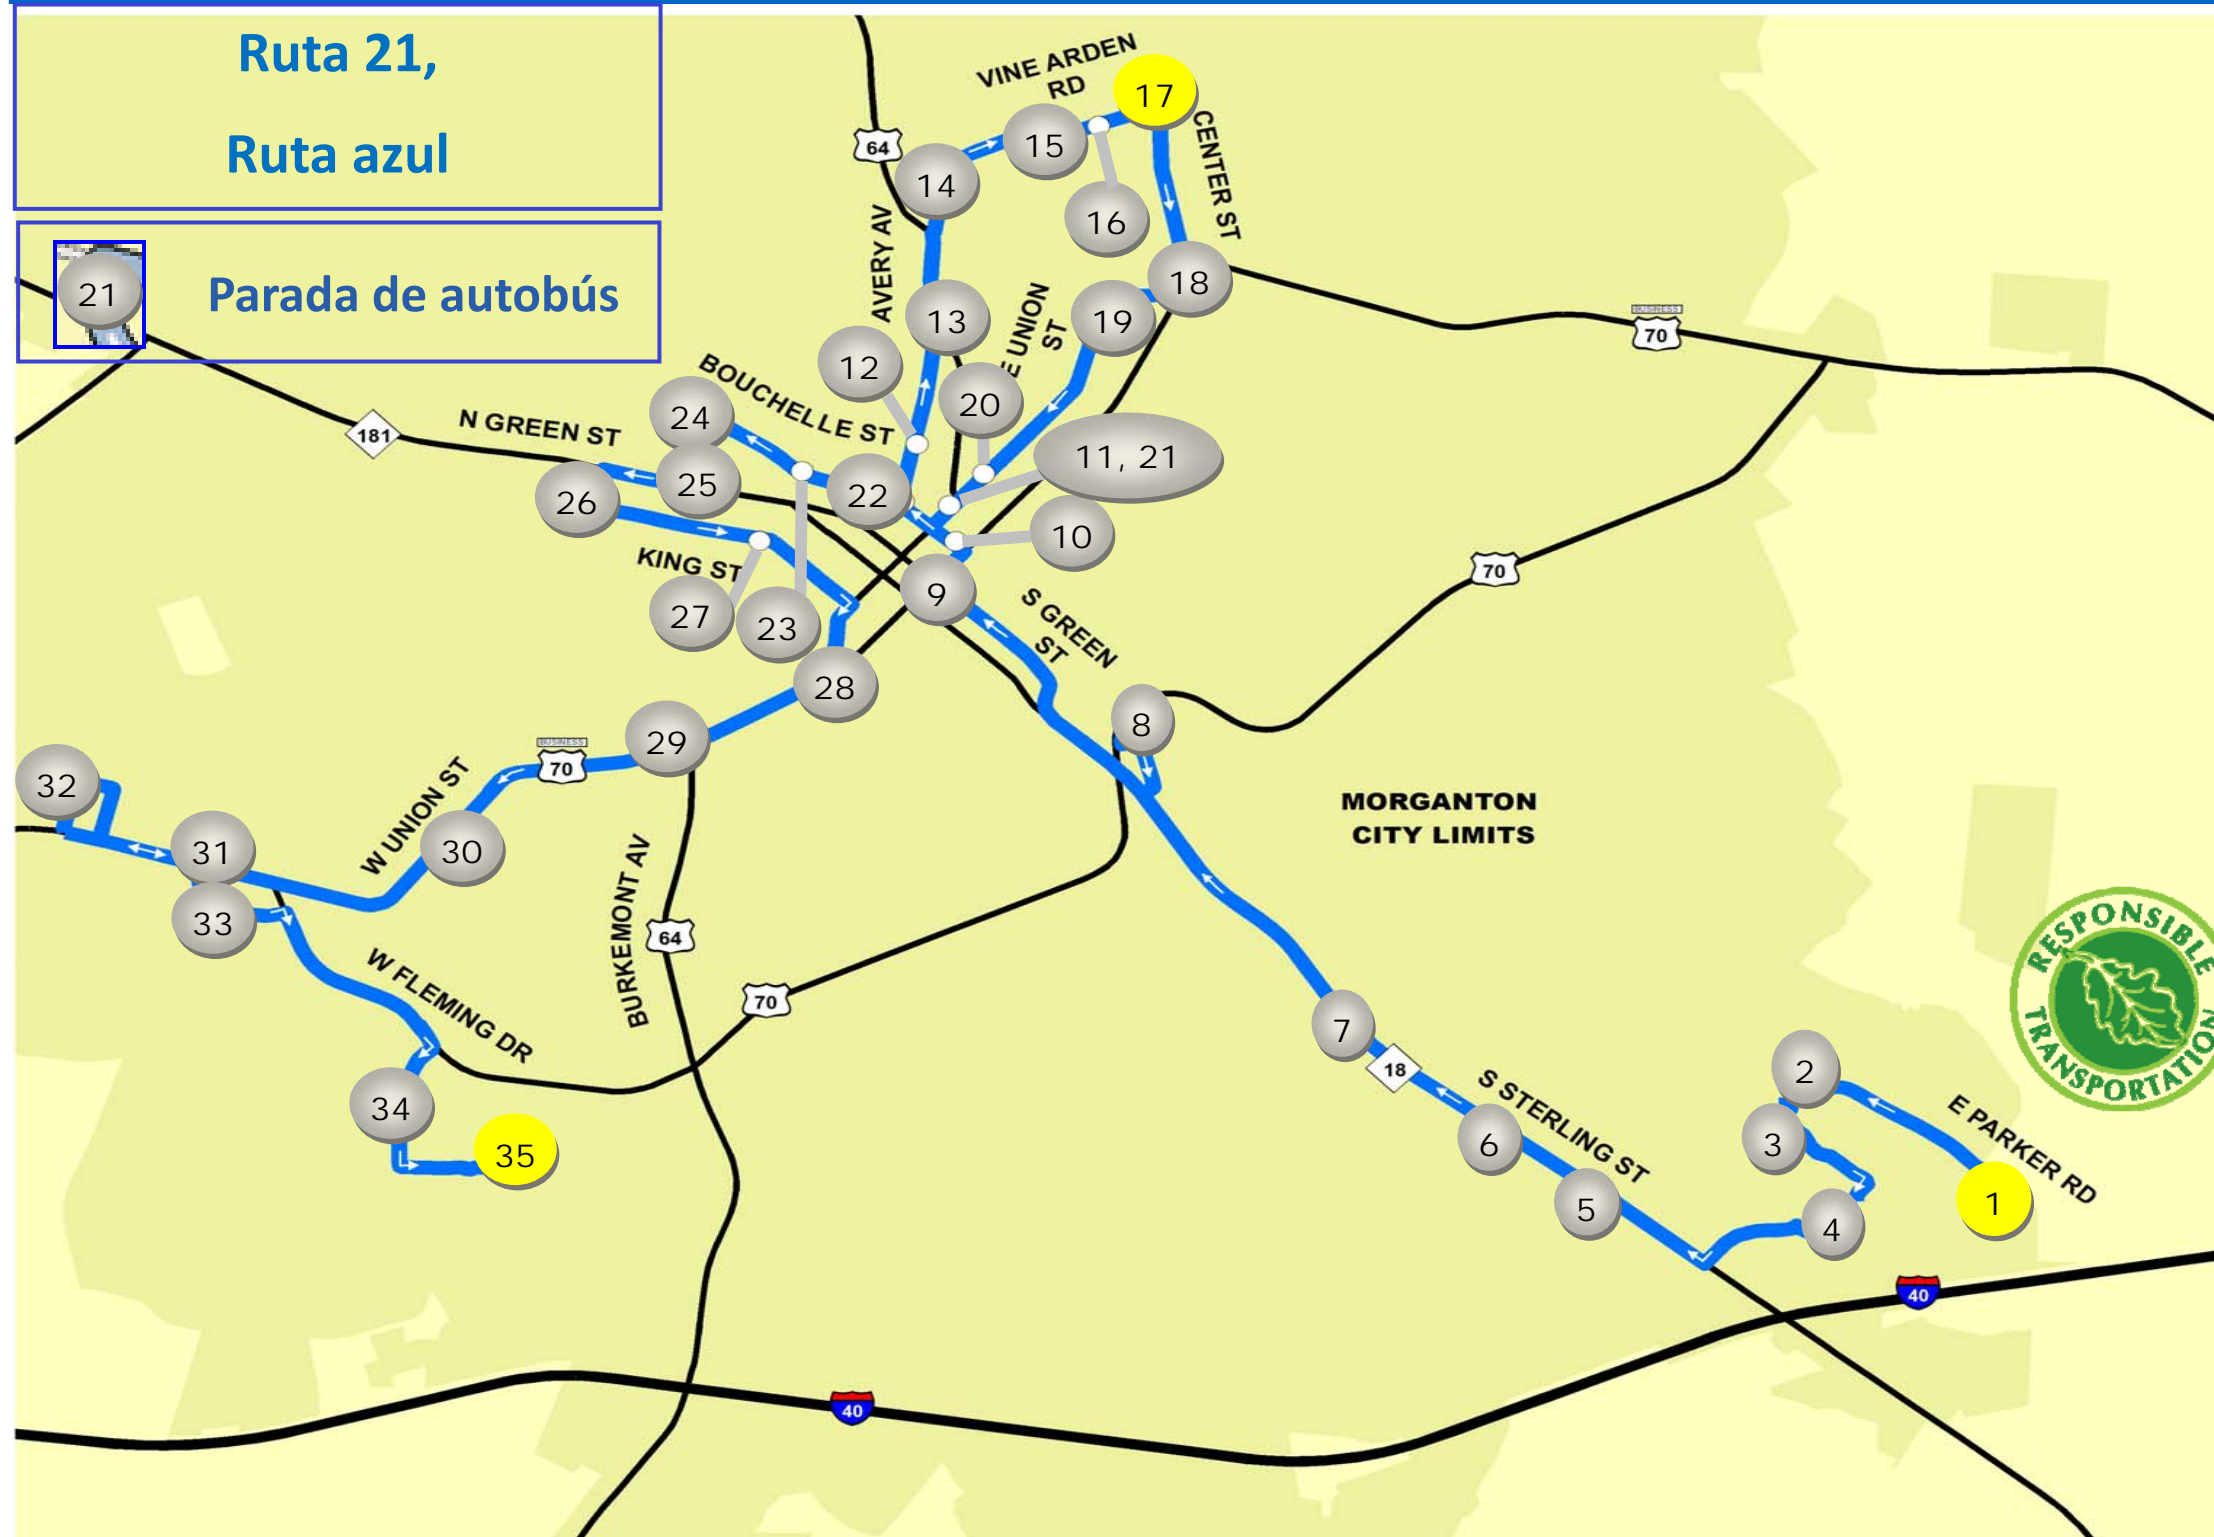 Ruta 21,
Ruta azul
21
Parada de autobús
VINE ARDEN
RD
17
64
15
14
16
CENTER ST
AVERY AV
18
13
19
E UNION
ST
BUSINESS
70
12
BOUCHELLE ST
20
24
N GREEN ST
181
11, 21
25
22
26
10
KING ST
70
9
27
23
S GREEN
ST
28
8
29
BUSINESS
70
32
W UNION ST
MORGANTON
CITY LIMITS
31
30
33
BURKEMONT AV
64
W FLEMING DR
70
RESPONSIBLE
TRANSPORTATION
7
18
2
S STERLING ST
E PARKER RD
34
6
3
35
5
4
1
40
40